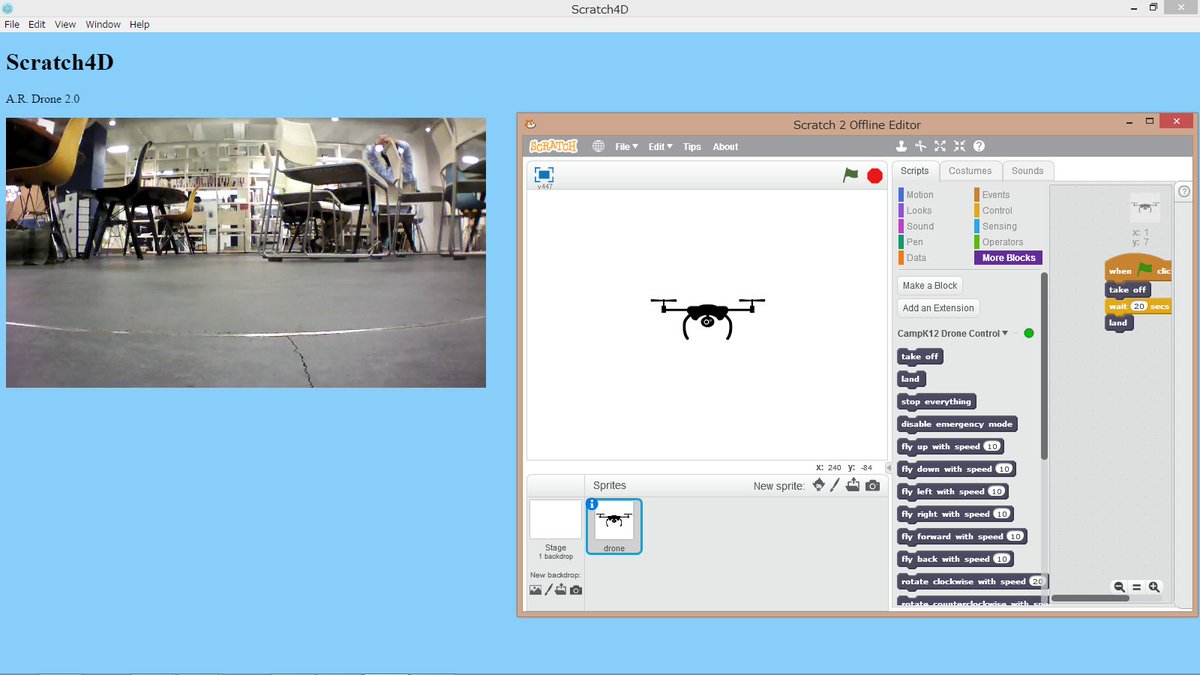 Scratch4D
File Edit View Window Help
Scratch4D
A.R. Drone 2.0
Scratch 2 Offline Editor
SCRATCH File Edit Tips About
v447
Scripts Costumes Sounds
Motion Events
Looks Control
Sound Sensing
Pen Operators
Data More Blocks
Make a Block
Add an Extension
CampK12 Drone Control
take off
land
stop everything
disable emergency mode
fly up with speed 10
fly down with speed 10
fly left with speed 10
fly right with speed 10
fly forward with speed 10
fly back with speed 10
rotate clockwise with speed 20
rotate counterclockwise with spe
x: 1
y: 7
when clic
take off
wait 20 secs
land
x: 240 y: -84
Sprites New sprite:
Stage
1 backdrop
New backdrop:
drone